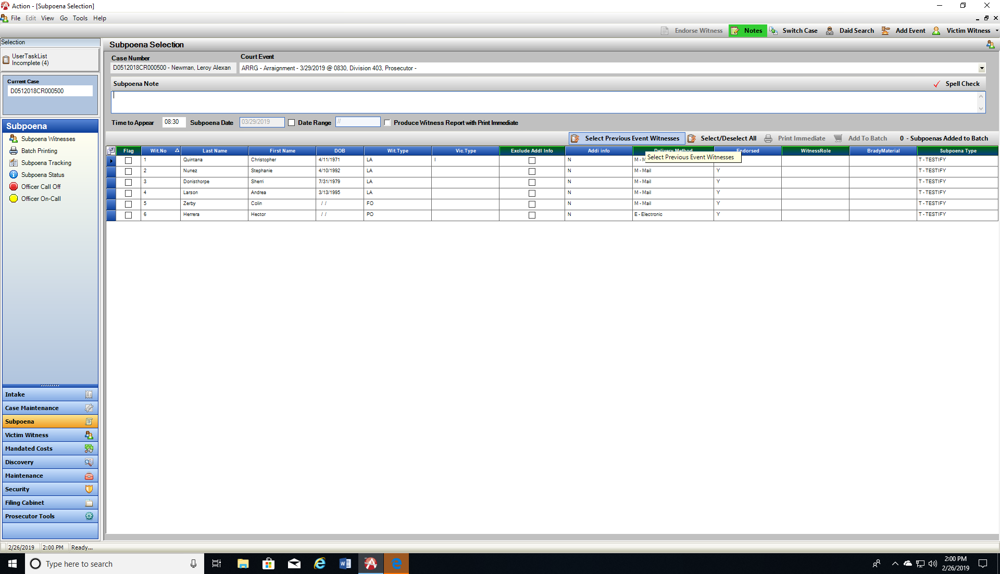 Action - [Subpoena Selection]
File Edit View Go Tools Help
Endorse Witness Notes Switch Case Daid Search Add Event Victim Witness
Selection
UserTaskList
Incomplete (4)
Current Case
D0512018CR000500
Subpoena
Subpoena Witnesses
Batch Printing
Subpoena Tracking
Subpoena Status
Officer Call Off
Officer On-Call
Intake
Case Maintenance
Subpoena
Victim Witness
Mandated Costs
Discovery
Maintenance
Security
Filing Cabinet
Prosecutor Tools
Subpoena Selection
Case Number Court Event
D0512018CR000500 - Newman, Leroy Alexan ARRG - Arraignment - 3/29/2019 @ 0830, Division 403, Prosecutor -
Subpoena Note Spell Check
Time to Appear 08:30 Subpoena Date 03/29/2019 Date Range // Produce Witness Report with Print Immediate
Select Previous Event Witnesses Select/Deselect All Print Immediate Add To Batch 0 - Subpoenas Added to Batch
Flag Wit.No Last Name First Name DOB Wit.Type Vic.Type Exclude Addl Info Addi info Delivery Method Endorsed WitnessRole BradyMaterial Subpoena Type
Select Previous Event Witnesses
1 Quintana Christopher 4/11/1971 LA I N M - M T - TESTIFY
2 Nunez Stephanie 4/10/1992 LA N M - Mail Y T - TESTIFY
3 Donisthorpe Sherri 7/31/1979 LA N M - Mail Y T - TESTIFY
4 Larson Andrea 3/13/1995 LA N M - Mail Y T - TESTIFY
5 Zerby Colin / / FO N M - Mail Y T - TESTIFY
6 Herrera Hector / / PO N E - Electronic Y T - TESTIFY
2/26/2019 2:00 PM Ready...
Type here to search
2:00 PM
2/26/2019